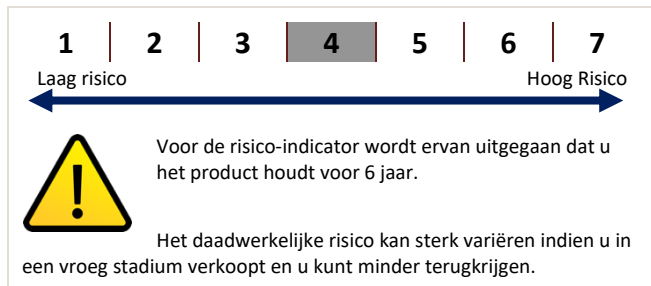 1 2 3 4 5 6 7
Laag risico Hoog Risico
Voor de risico-indicator wordt ervan uitgegaan dat u
het product houdt voor 6 jaar.
Het daadwerkelijke risico kan sterk variëren indien u in
een vroeg stadium verkoopt en u kunt minder terugkrijgen.